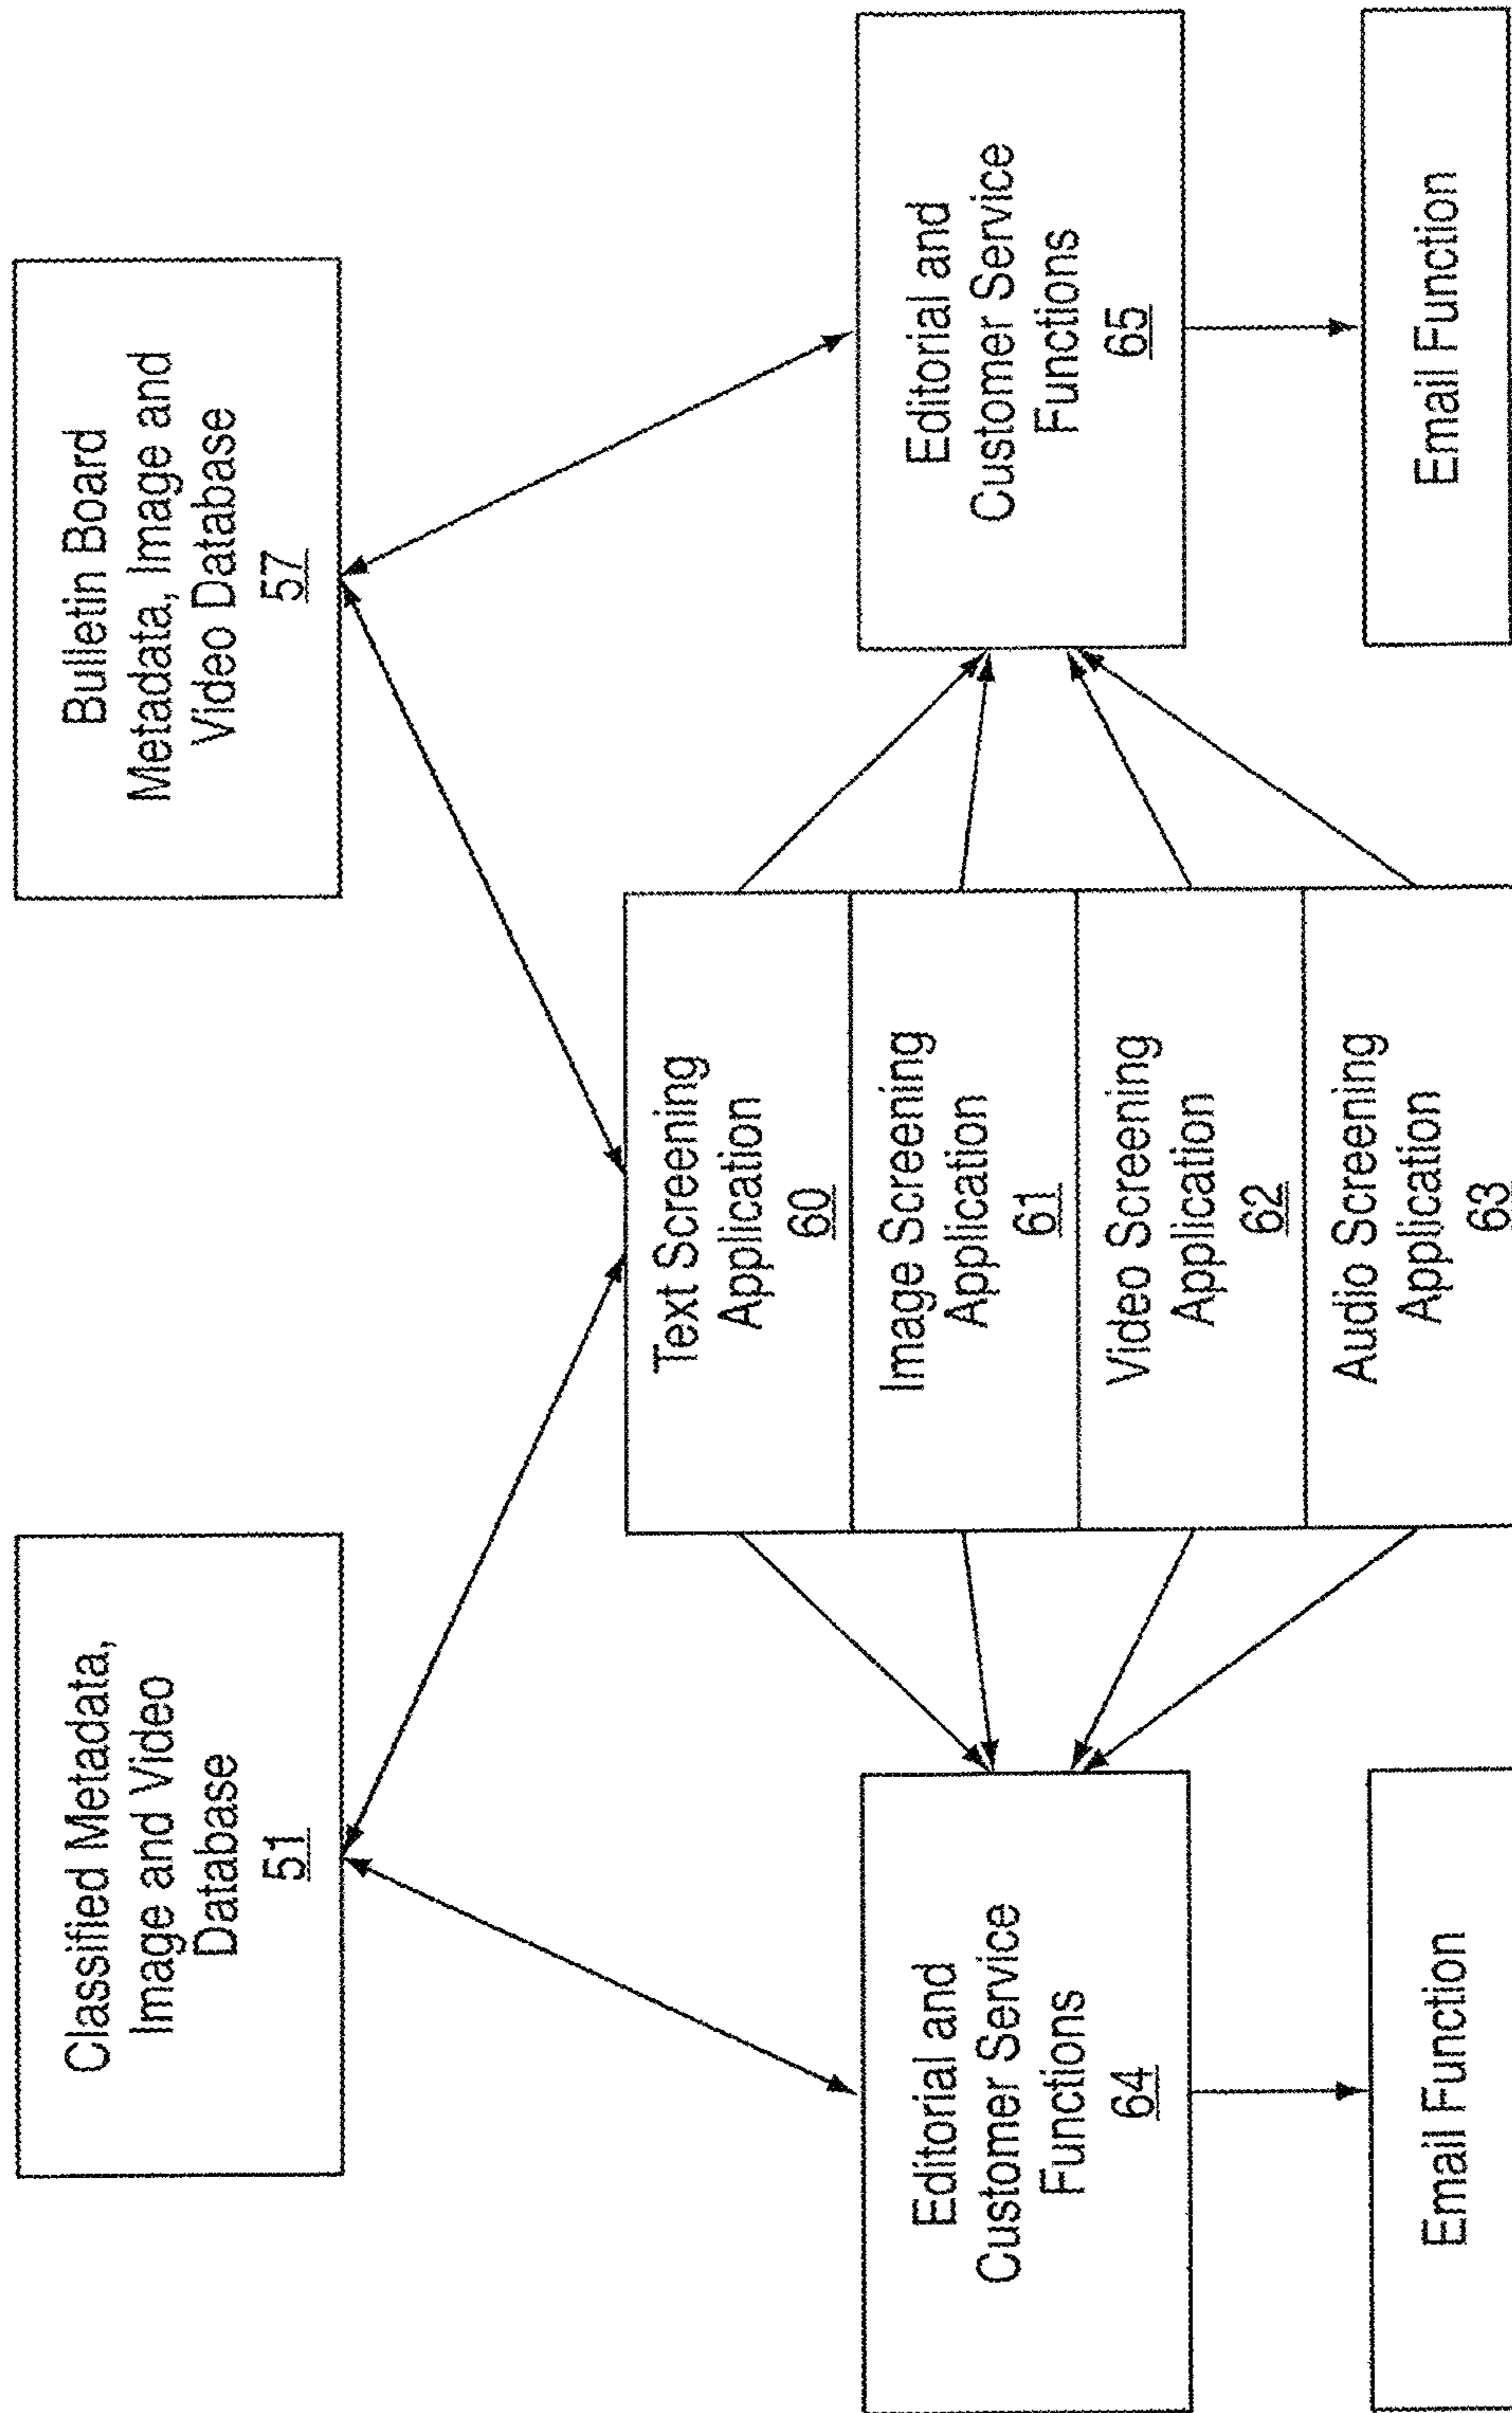 Classified Metadata,
Image and Video
Database
51
Bulletin Board
Metadata, Image and
Video Database
57
Text Screening
Application
60
Image Screening
Application
61
Video Screening
Application
62
Audio Screening
Application
63
Editorial and
Customer Service
Functions
64
Editorial and
Customer Service
Functions
65
Email Function
Email Function